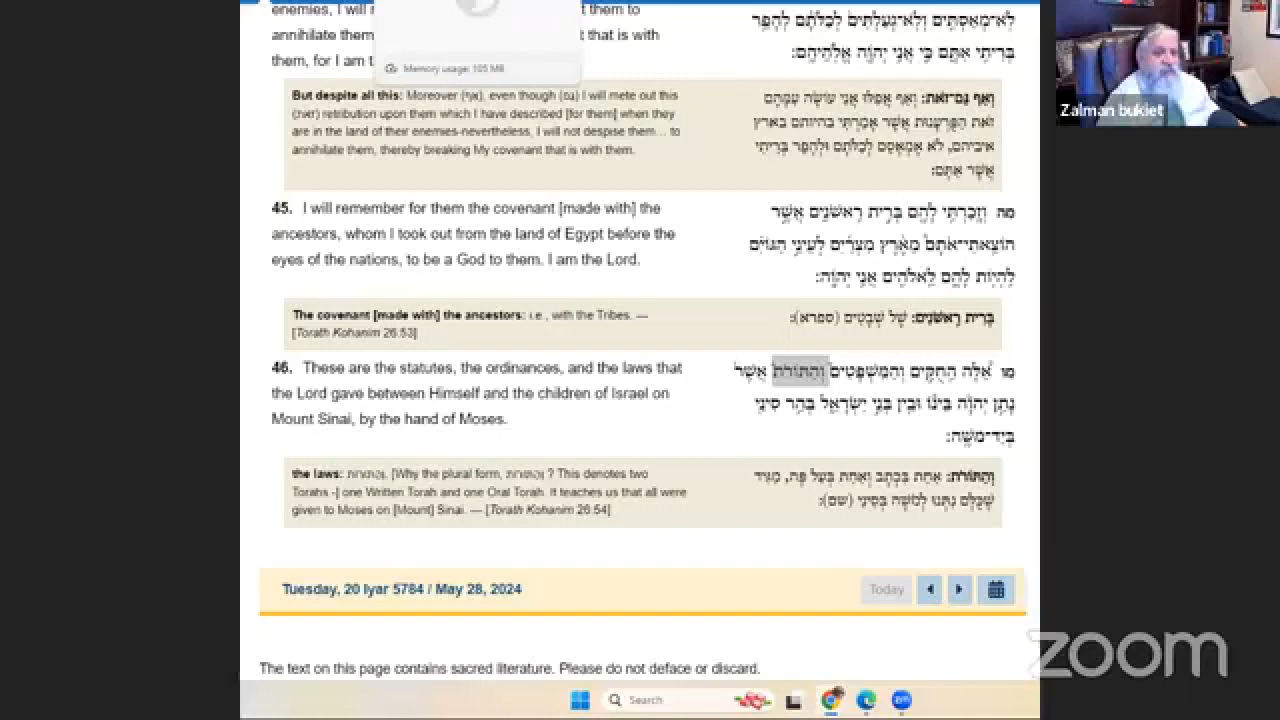 enemies, I will
t them to
annihilate them
t that is with
them, for I am t
Memory usage: 105 MB
לֹא־מְאַסְתִּים וְלֹא־גְעַלְתִּים לְכַלֹּתָם לְהָפֵר
בְּרִיתִי אִתָּם כִּי אֲנִי יְהֹוָה אֱלֹהֵיהֶם:
But despite all this: Moreover (אַף), even though (גַם) I will mete out this
(זֹאת) retribution upon them which I have described [for them] when they
are in the land of their enemies-nevertheless, I will not despise them… to
annihilate them, thereby breaking My covenant that is with them.
וְאַף גַּם־זֹאת: וְאַף אֲפִלּוּ אֲנִי עוֹשֶׂה עִמָּהֶם
זֹאת הַפֻּרְעָנוּת אֲשֶׁר אָמַרְתִּי בִּהְיוֹתָם בְּאֶרֶץ
אוֹיְבֵיהֶם, לֹא אֶמְאָסֵם לְכַלּוֹתָם וּלְהָפֵר בְּרִיתִי
אֲשֶׁר אִתָּם:
45. I will remember for them the covenant [made with] the
ancestors, whom I took out from the land of Egypt before the
eyes of the nations, to be a God to them. I am the Lord.
מה וְזָכַרְתִּי לָהֶם בְּרִית רִאשֹׁנִים אֲשֶׁר
הוֹצֵאתִי־אֹתָם מֵאֶרֶץ מִצְרַיִם לְעֵינֵי הַגּוֹיִם
לִהְיוֹת לָהֶם לֵאלֹהִים אֲנִי יְהֹוָה:
The covenant [made with] the ancestors: i.e., with the Tribes. —
[Torath Kohanim 26:53]
בְּרִית רִאשֹׁנִים: שֶׁל שְׁבָטִים (ספרא):
46. These are the statutes, the ordinances, and the laws that
the Lord gave between Himself and the children of Israel on
Mount Sinai, by the hand of Moses.
מו אֵלֶּה הַחֻקִּים וְהַמִּשְׁפָּטִים וְהַתּוֹרֹת אֲשֶׁר
נָתַן יְהֹוָה בֵּינוֹ וּבֵין בְּנֵי יִשְׂרָאֵל בְּהַר סִינַי
בְּיַד־מֹשֶׁה:
the laws: וְהַתּוֹרֹת. [Why the plural form, וְהַתּוֹרֹת ? This denotes two
Torahs -] one Written Torah and one Oral Torah. It teaches us that all were
given to Moses on [Mount] Sinai. — [Torath Kohanim 26:54]
וְהַתּוֹרֹת: אַחַת בִּכְתָב וְאַחַת בְּעַל פֶּה, מַגִּיד
שֶׁכֻּלָּם נִתְּנוּ לְמֹשֶׁה בְּסִינַי (שם):
Tuesday, 20 Iyar 5784 / May 28, 2024
Today
The text on this page contains sacred literature. Please do not deface or discard.
Search
Zalman bukiet
zoom